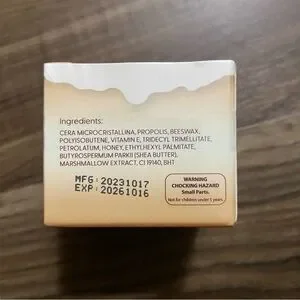 Ingredients:
CERA MICROCRISTALLINA, PROPOLIS, BEESWAX,
POLYISOBUTENE, VITAMIN E, TRIDECYL TRIMELLITATE,
PETROLATUM, HONEY, ETHYLHEXYL PALMITATE,
BUTYROSPERMUM PARKII (SHEA BUTTER),
MARSHMALLOW EXTRACT, CI 19140, BHT
MFG:20231017
EXP:20261016
WARNING
CHOCKING HAZARD
Small Parts.
Not for children under 5 years.